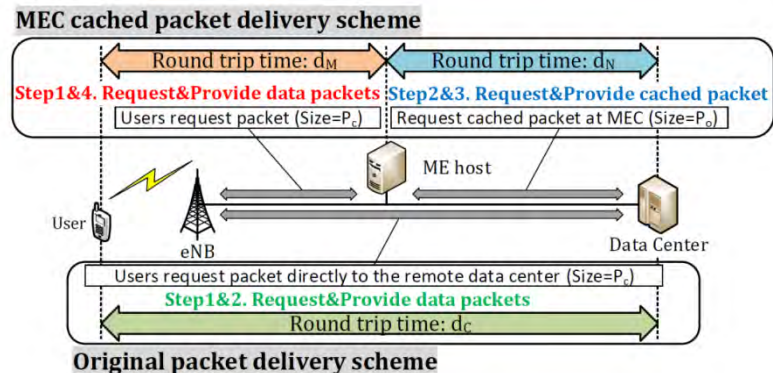 MEC cached packet delivery scheme
Round trip time: dM
Round trip time: dN
Step1&4. Request&Provide data packets
Step2&3. Request&Provide cached packet
Users request packet (Size=Pc)
Request cached packet at MEC (Size=Po)
ME host
User
eNB
Data Center
Users request packet directly to the remote data center (Size=Pc)
Step1&2. Request&Provide data packets
Round trip time: dC
Original packet delivery scheme